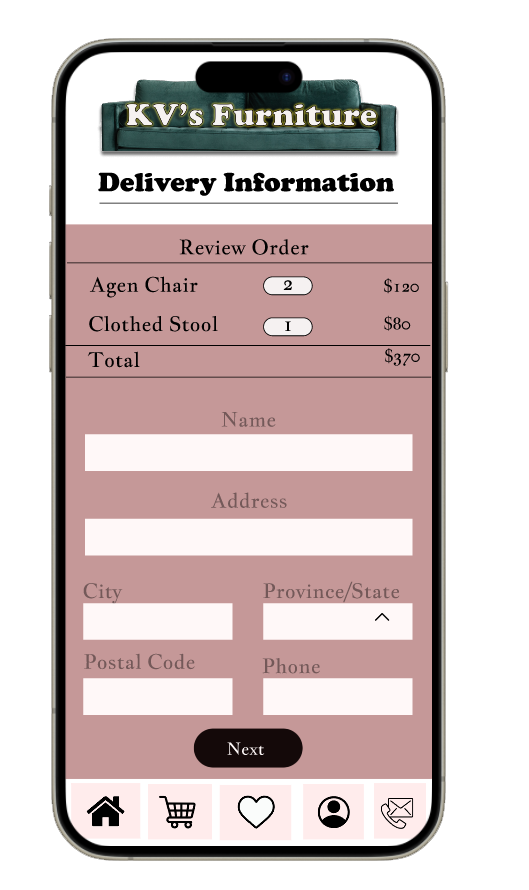 KV's Furniture
Delivery Information
Review Order
Agen Chair 2 $120
Clothed Stool 1 $80
Total $370
Name
Address
City Province/State
Postal Code Phone
Next